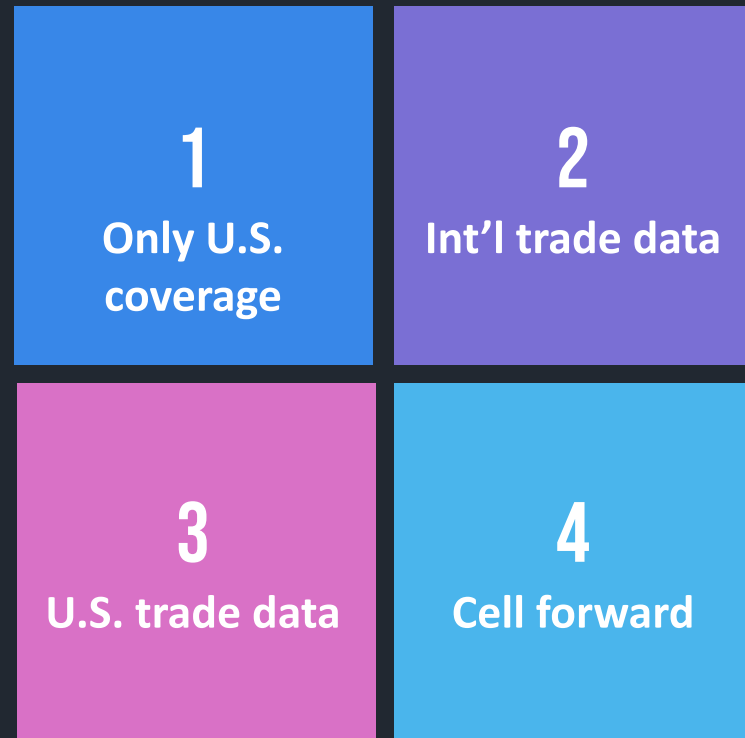 1
Only U.S.
coverage
2
Int’l trade data
3
U.S. trade data
4
Cell forward